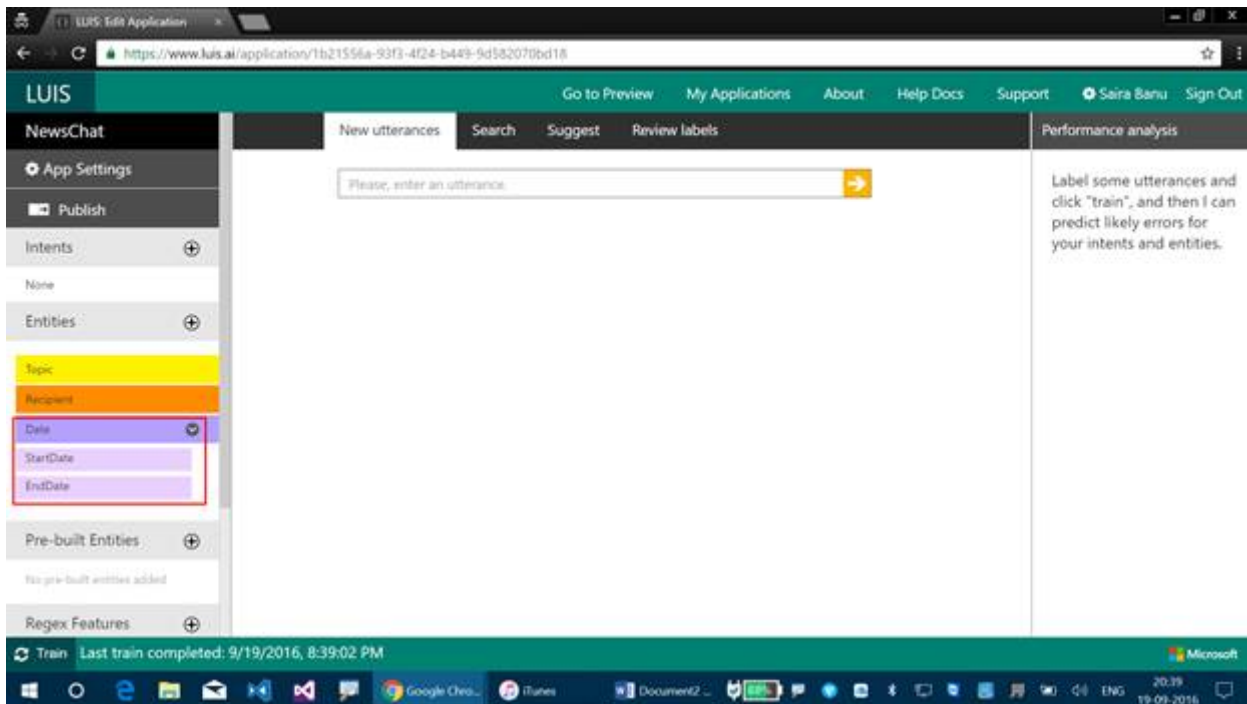 LUIS: Edit Application
https://www.luis.ai/application/1b21556a-93f3-4f24-b449-9d582070bd18
LUIS
Go to Preview
My Applications
About
Help Docs
Support
Saira Banu
Sign Out
NewsChat
New utterances
Search
Suggest
Review labels
Performance analysis
App Settings
Please, enter an utterance.
Label some utterances and
click "train", and then I can
predict likely errors for
your intents and entities.
Publish
Intents
None
Entities
Topic
Recipient
Date
StartDate
EndDate
Pre-built Entities
No pre-built entities added
Regex Features
Train
Last train completed: 9/19/2016, 8:39:02 PM
Microsoft
Google Chro...
iTunes
Document2 ...
ENG
20:39
19-09-2016